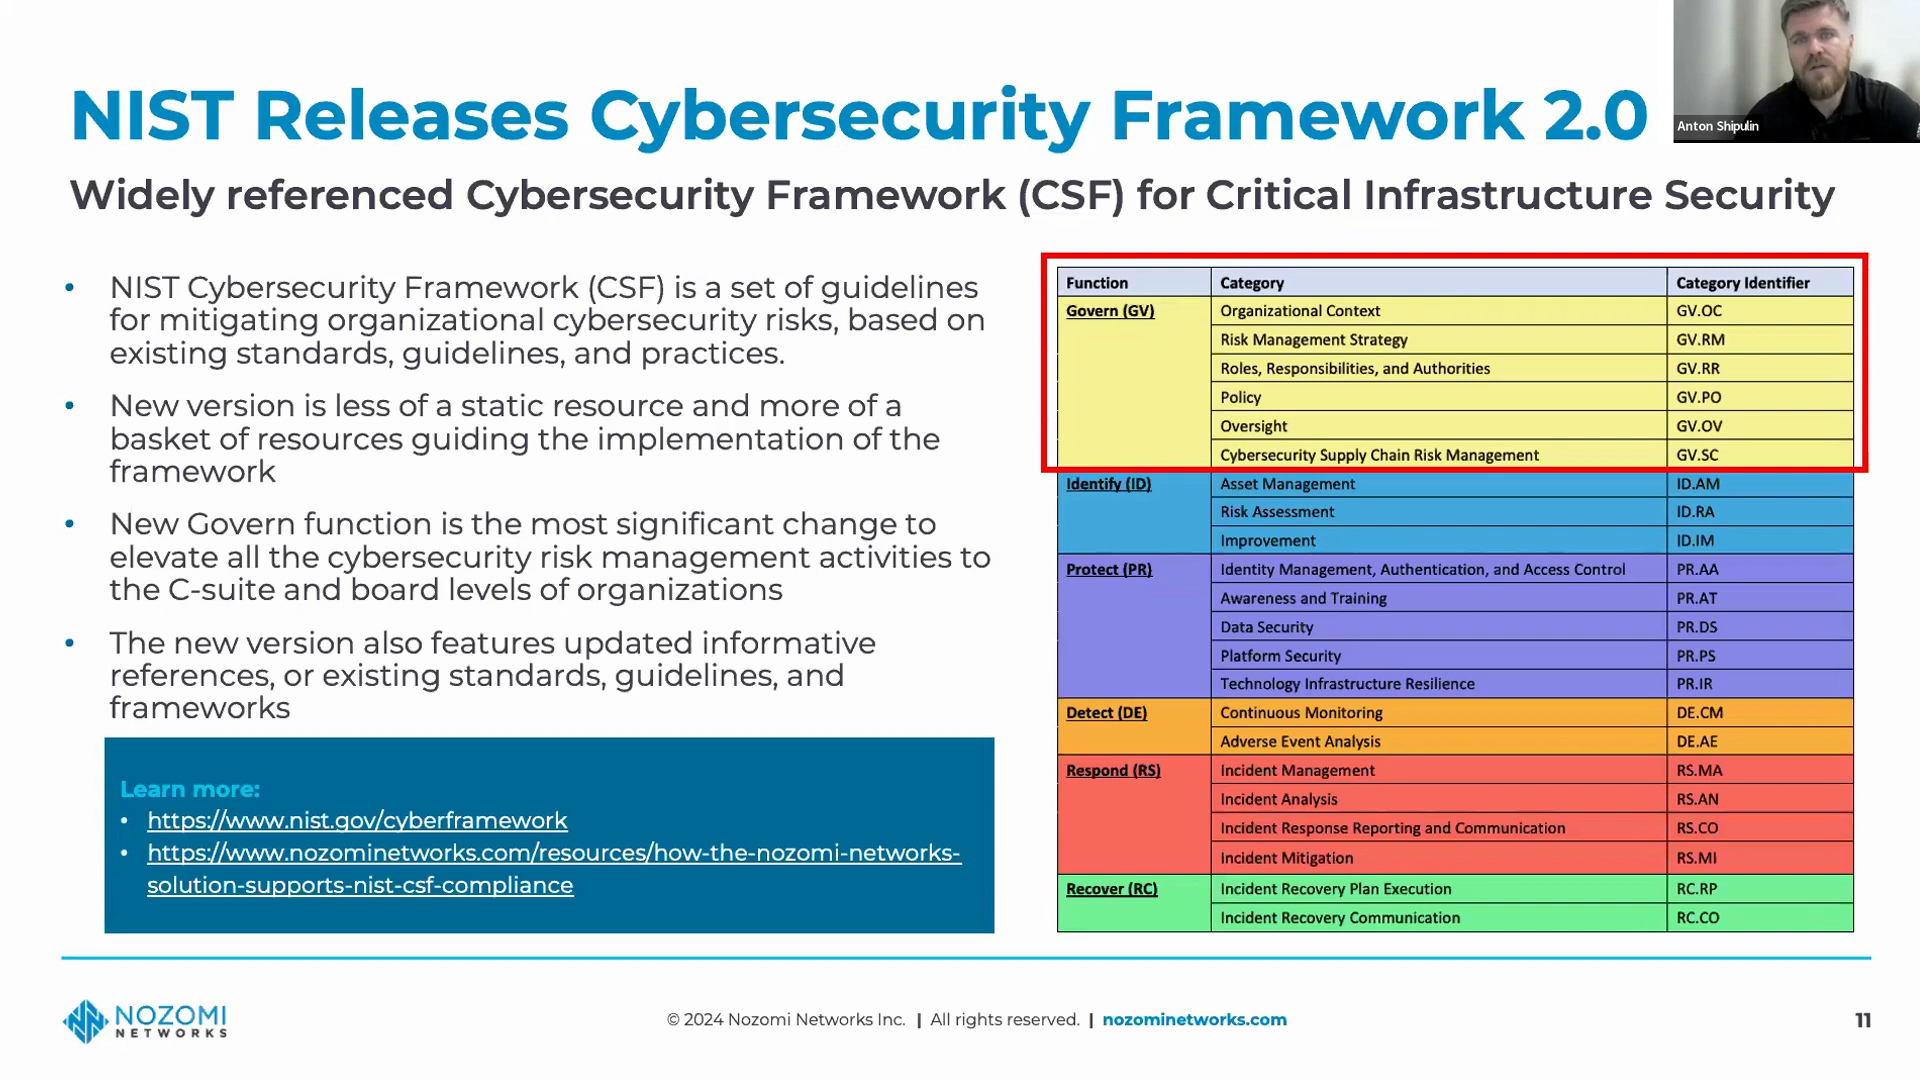 NIST Releases Cybersecurity Framework 2.0
Anton Shipulin
Widely referenced Cybersecurity Framework (CSF) for Critical Infrastructure Security
• NIST Cybersecurity Framework (CSF) is a set of guidelines
for mitigating organizational cybersecurity risks, based on
existing standards, guidelines, and practices.
• New version is less of a static resource and more of a
basket of resources guiding the implementation of the
framework
• New Govern function is the most significant change to
elevate all the cybersecurity risk management activities to
the C-suite and board levels of organizations
• The new version also features updated informative
references, or existing standards, guidelines, and
frameworks
Learn more:
• https://www.nist.gov/cyberframework
• https://www.nozominetworks.com/resources/how-the-nozomi-networks-
solution-supports-nist-csf-compliance
Function Category Category Identifier
Govern (GV) Organizational Context GV.OC
Risk Management Strategy GV.RM
Roles, Responsibilities, and Authorities GV.RR
Policy GV.PO
Oversight GV.OV
Cybersecurity Supply Chain Risk Management GV.SC
Identify (ID) Asset Management ID.AM
Risk Assessment ID.RA
Improvement ID.IM
Protect (PR) Identity Management, Authentication, and Access Control PR.AA
Awareness and Training PR.AT
Data Security PR.DS
Platform Security PR.PS
Technology Infrastructure Resilience PR.IR
Detect (DE) Continuous Monitoring DE.CM
Adverse Event Analysis DE.AE
Respond (RS) Incident Management RS.MA
Incident Analysis RS.AN
Incident Response Reporting and Communication RS.CO
Incident Mitigation RS.MI
Recover (RC) Incident Recovery Plan Execution RC.RP
Incident Recovery Communication RC.CO
NOZOMI
NETWORKS
© 2024 Nozomi Networks Inc. | All rights reserved. | nozominetworks.com
11